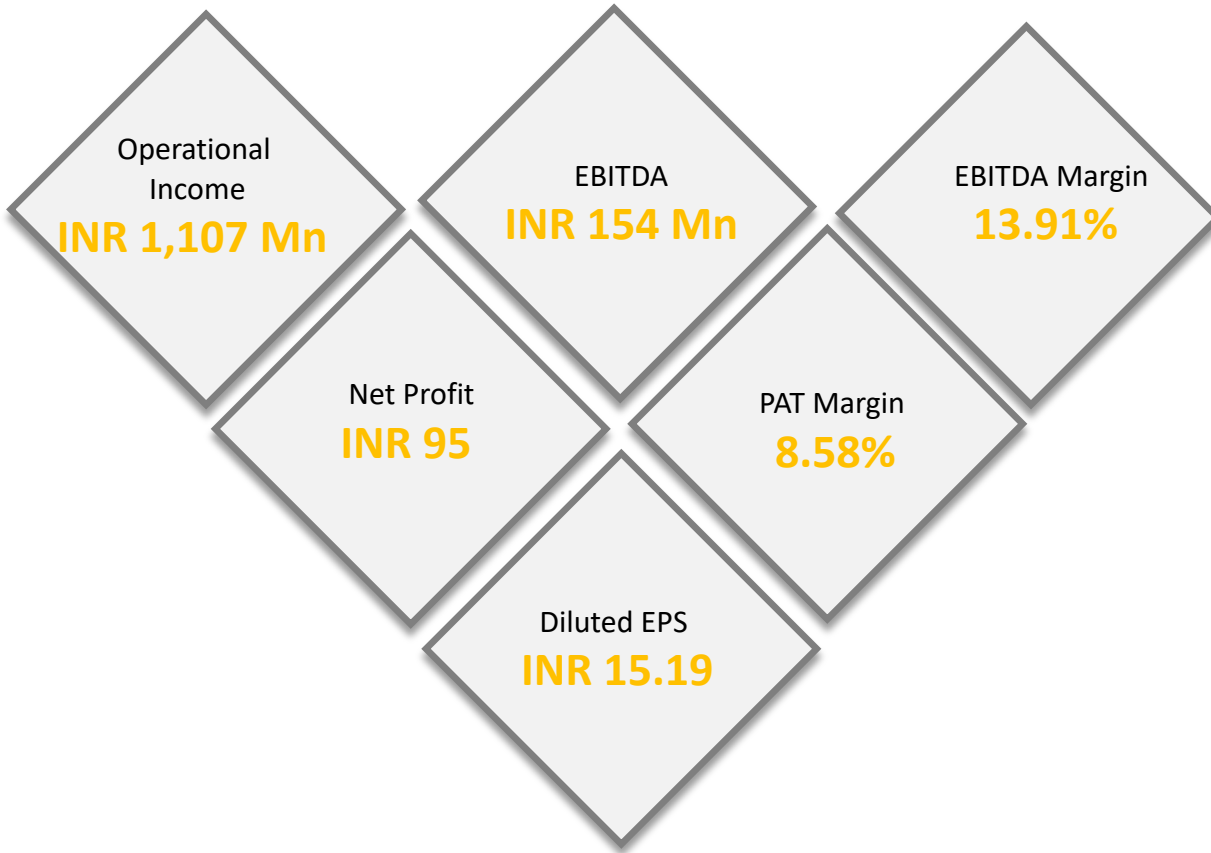 Operational
Income
INR 1,107 Mn
EBITDA
INR 154 Mn
EBITDA Margin
13.91%
Net Profit
INR 95
PAT Margin
8.58%
Diluted EPS
INR 15.19